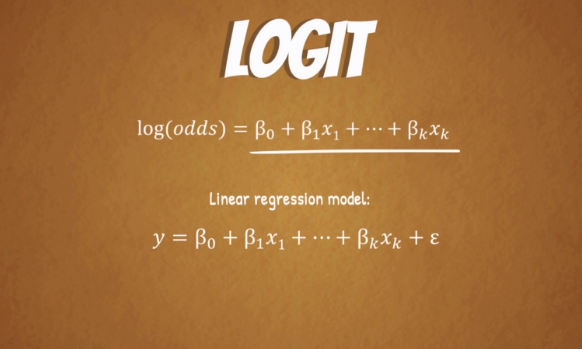 LOGIT
log(odds) = β₀ + β₁x₁ + ⋯ + βₖxₖ
Linear regression model:
y = β₀ + β₁x₁ + ⋯ + βₖxₖ + ε